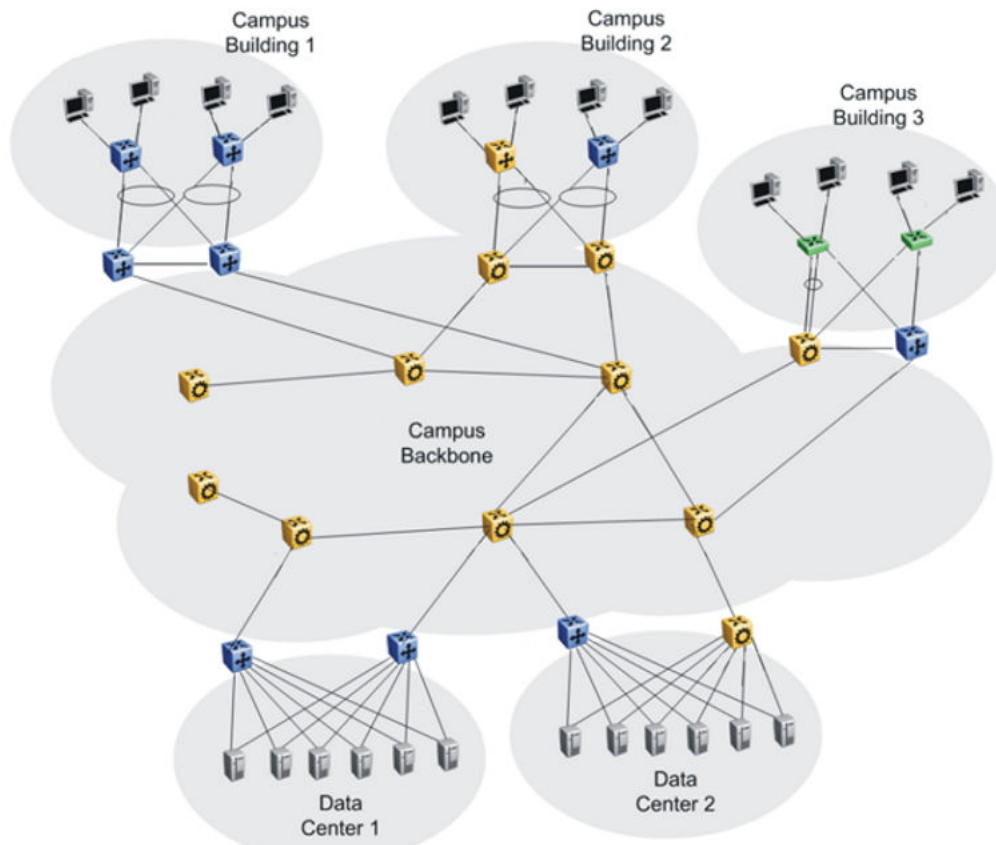 Campus
Building 1
Campus
Building 2
Campus
Building 3
Campus
Backbone
Data
Center 1
Data
Center 2